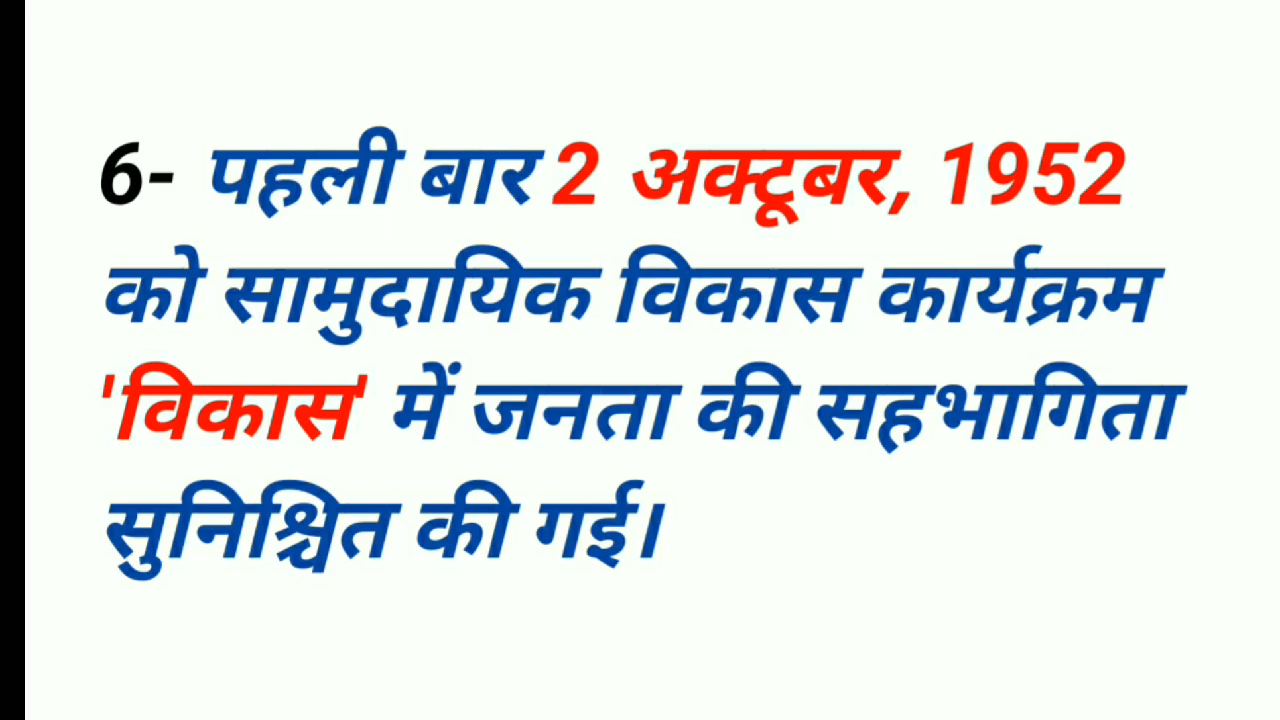 6- पहली बार 2 अक्टूबर, 1952
को सामुदायिक विकास कार्यक्रम
'विकास' में जनता की सहभागिता
सुनिश्चित की गई।